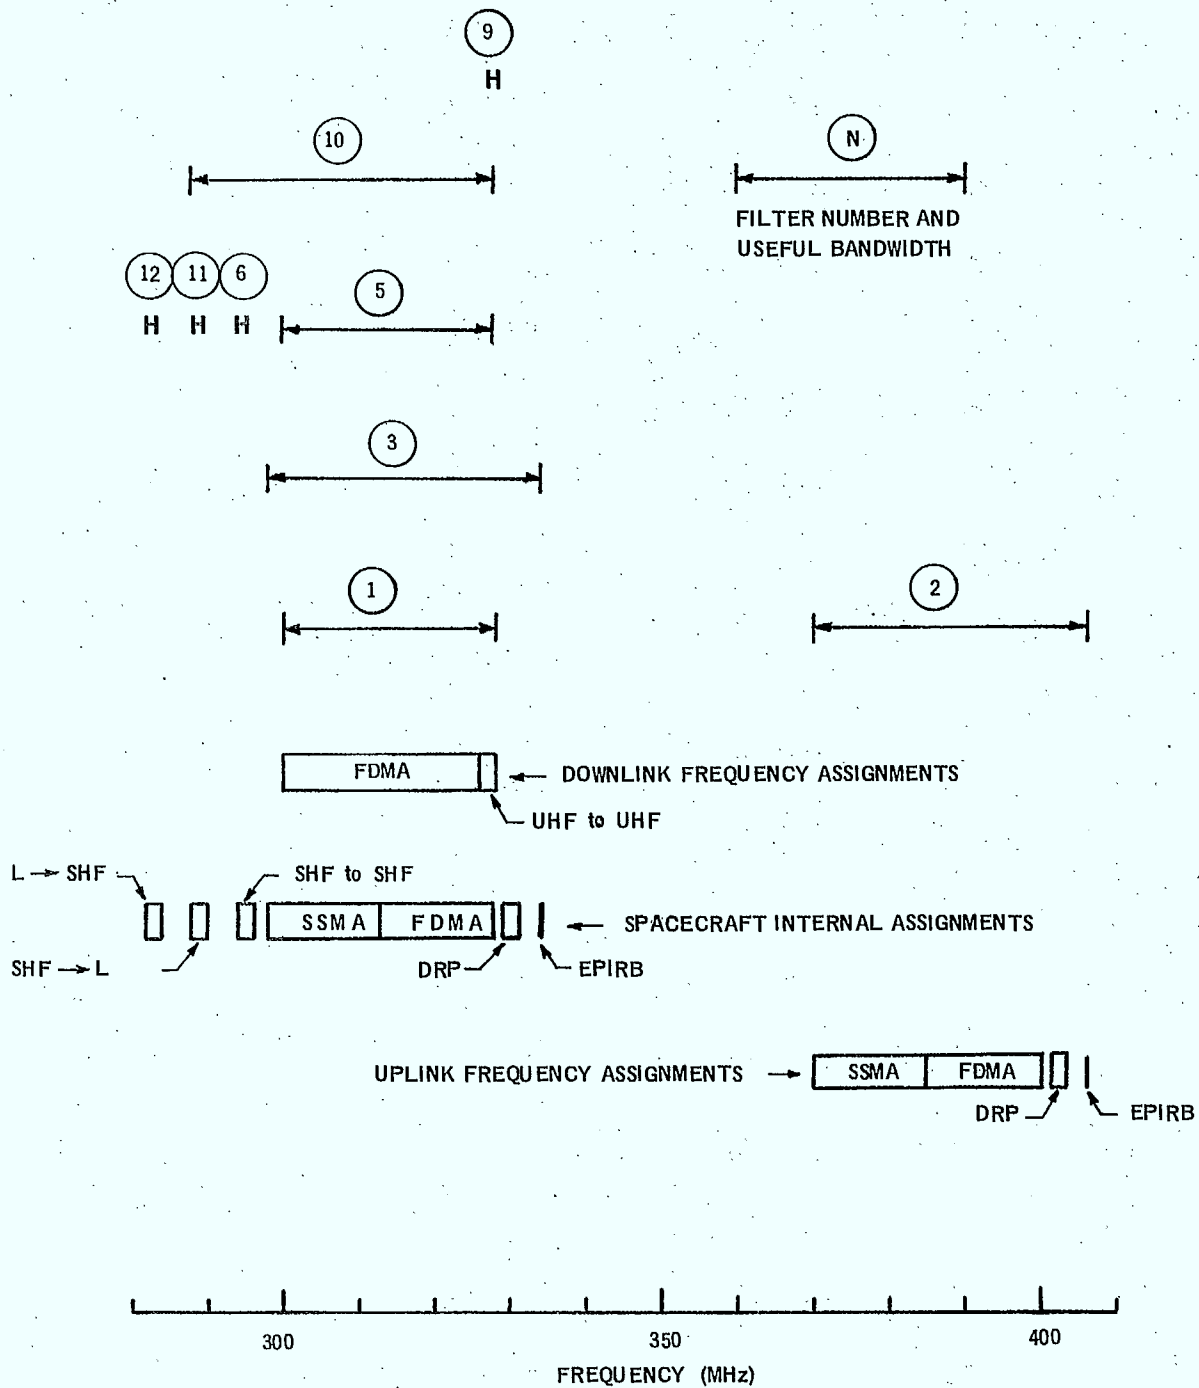 9
H
10
N
FILTER NUMBER AND
USEFUL BANDWIDTH
12 11 6
5
H H H
3
1
2
FDMA
DOWNLINK FREQUENCY ASSIGNMENTS
UHF to UHF
L → SHF
SHF to SHF
SSMA FDMA
SPACECRAFT INTERNAL ASSIGNMENTS
SHF → L
DRP
EPIRB
UPLINK FREQUENCY ASSIGNMENTS
SSMA FDMA
DRP
EPIRB
300 350 400
FREQUENCY (MHz)